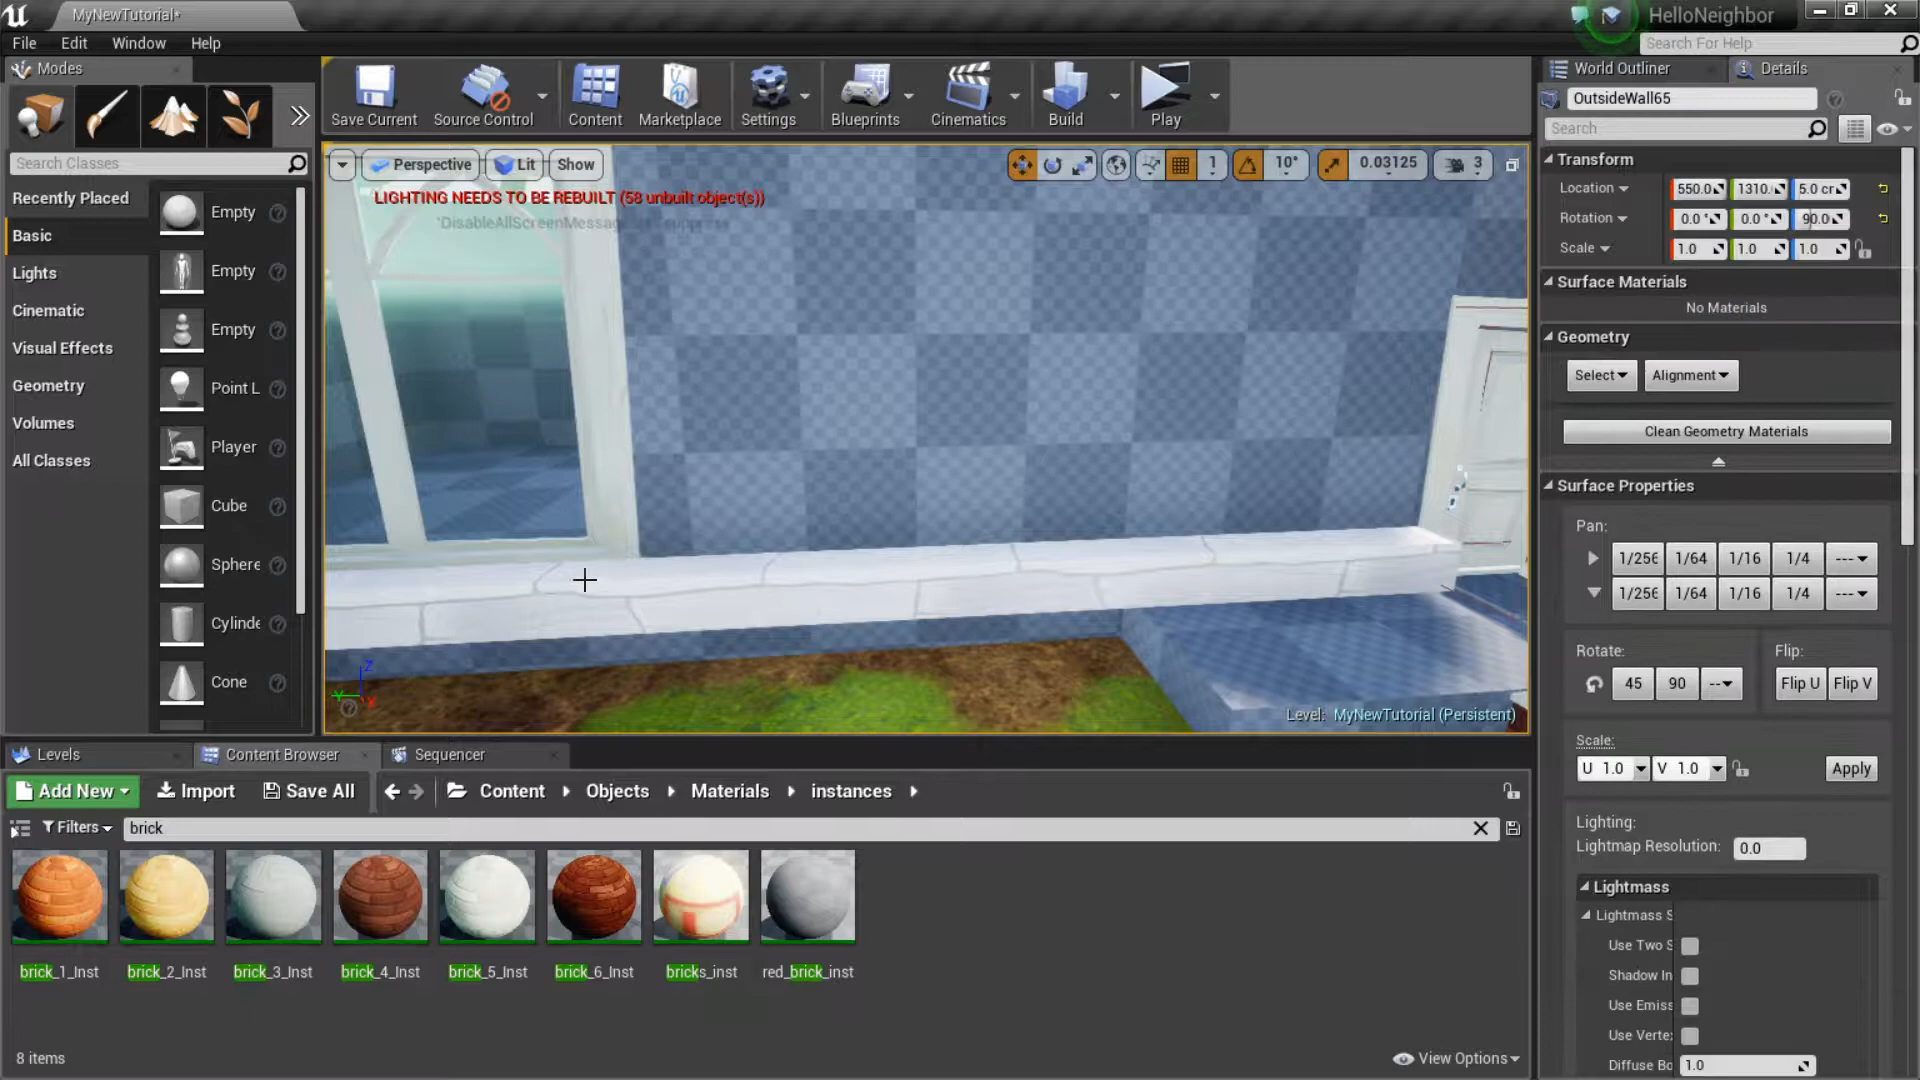 MyNewTutorial*
HelloNeighbor
File Edit Window Help
Search For Help
Modes
Search Classes
Recently Placed
Basic
Lights
Cinematic
Visual Effects
Geometry
Volumes
All Classes
Empty
Empty
Empty
Point L
Player
Cube
Sphere
Cylinde
Cone
Save Current
Source Control
Content
Marketplace
Settings
Blueprints
Cinematics
Build
Play
Perspective
Lit
Show
1
10°
0.03125
3
LIGHTING NEEDS TO BE REBUILT (58 unbuilt object(s))
'DisableAllScreenMessag
suppress
Z
Y
X
Level: MyNewTutorial (Persistent)
World Outliner
Details
OutsideWall65
Search
Transform
Location 550.0 1310. 5.0 cr
Rotation 0.0 ° 0.0 ° 90.0
Scale 1.0 1.0 1.0
Surface Materials
No Materials
Geometry
Select Alignment
Clean Geometry Materials
Surface Properties
Pan:
1/256 1/64 1/16 1/4 ---
1/256 1/64 1/16 1/4 ---
Rotate: Flip:
45 90 -- Flip U Flip V
Scale:
U 1.0 V 1.0 Apply
Lighting:
Lightmap Resolution: 0.0
Lightmass
Lightmass S
Use Two S
Shadow In
Use Emiss
Use Verte
Diffuse Bo 1.0
Levels
Content Browser
Sequencer
Add New Import Save All Content Objects Materials instances
Filters brick
brick_1_Inst brick_2_Inst brick_3_Inst brick_4_Inst brick_5_Inst brick_6_Inst bricks_inst red_brick_inst
8 items
View Options